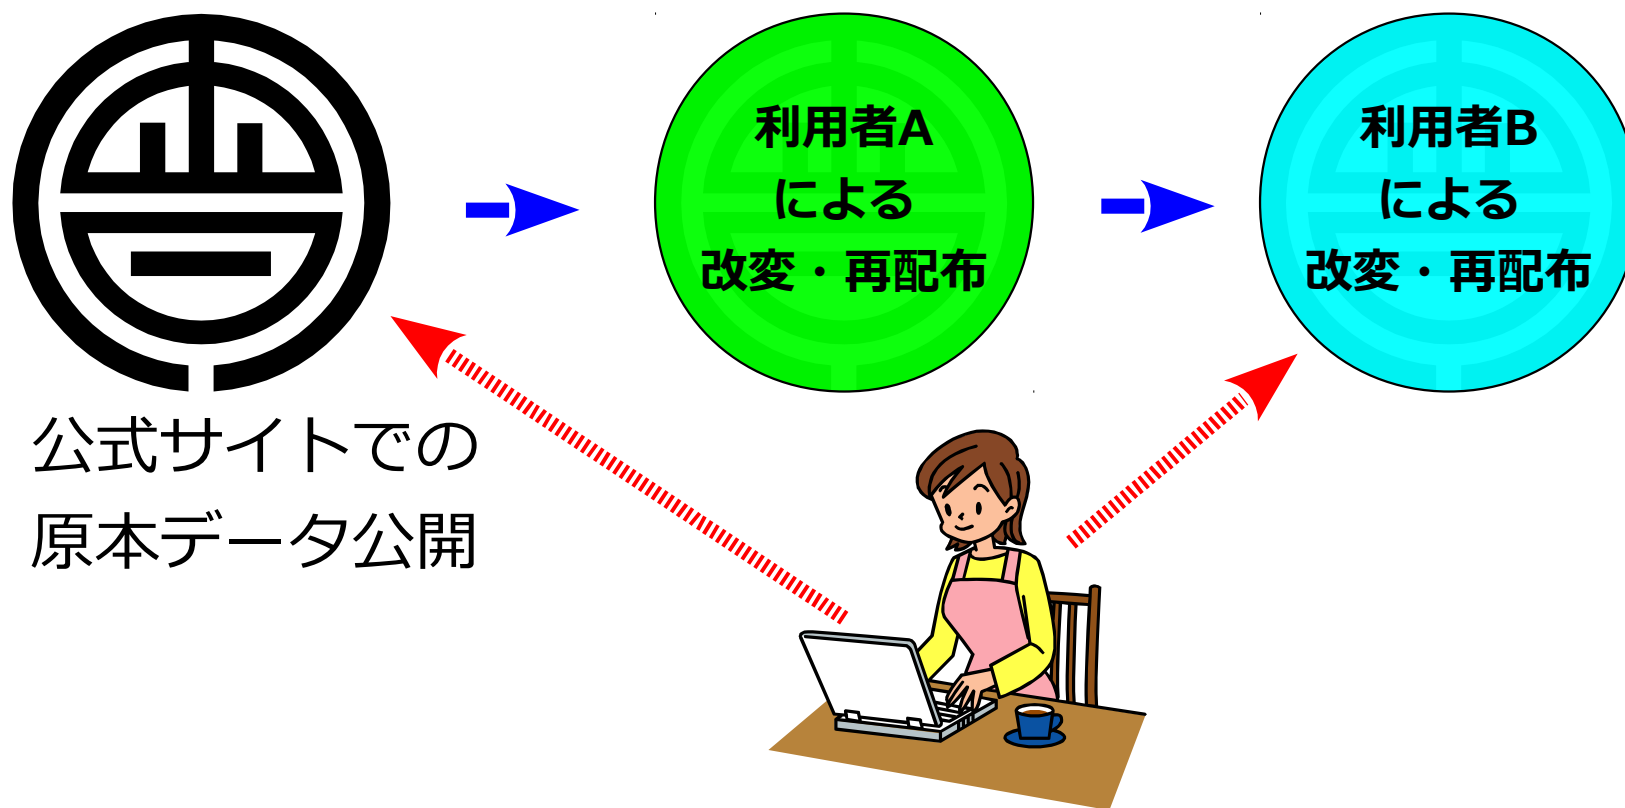 利用者A
による
改変・再配布
利用者B
による
改変・再配布
公式サイトでの
原本データ公開